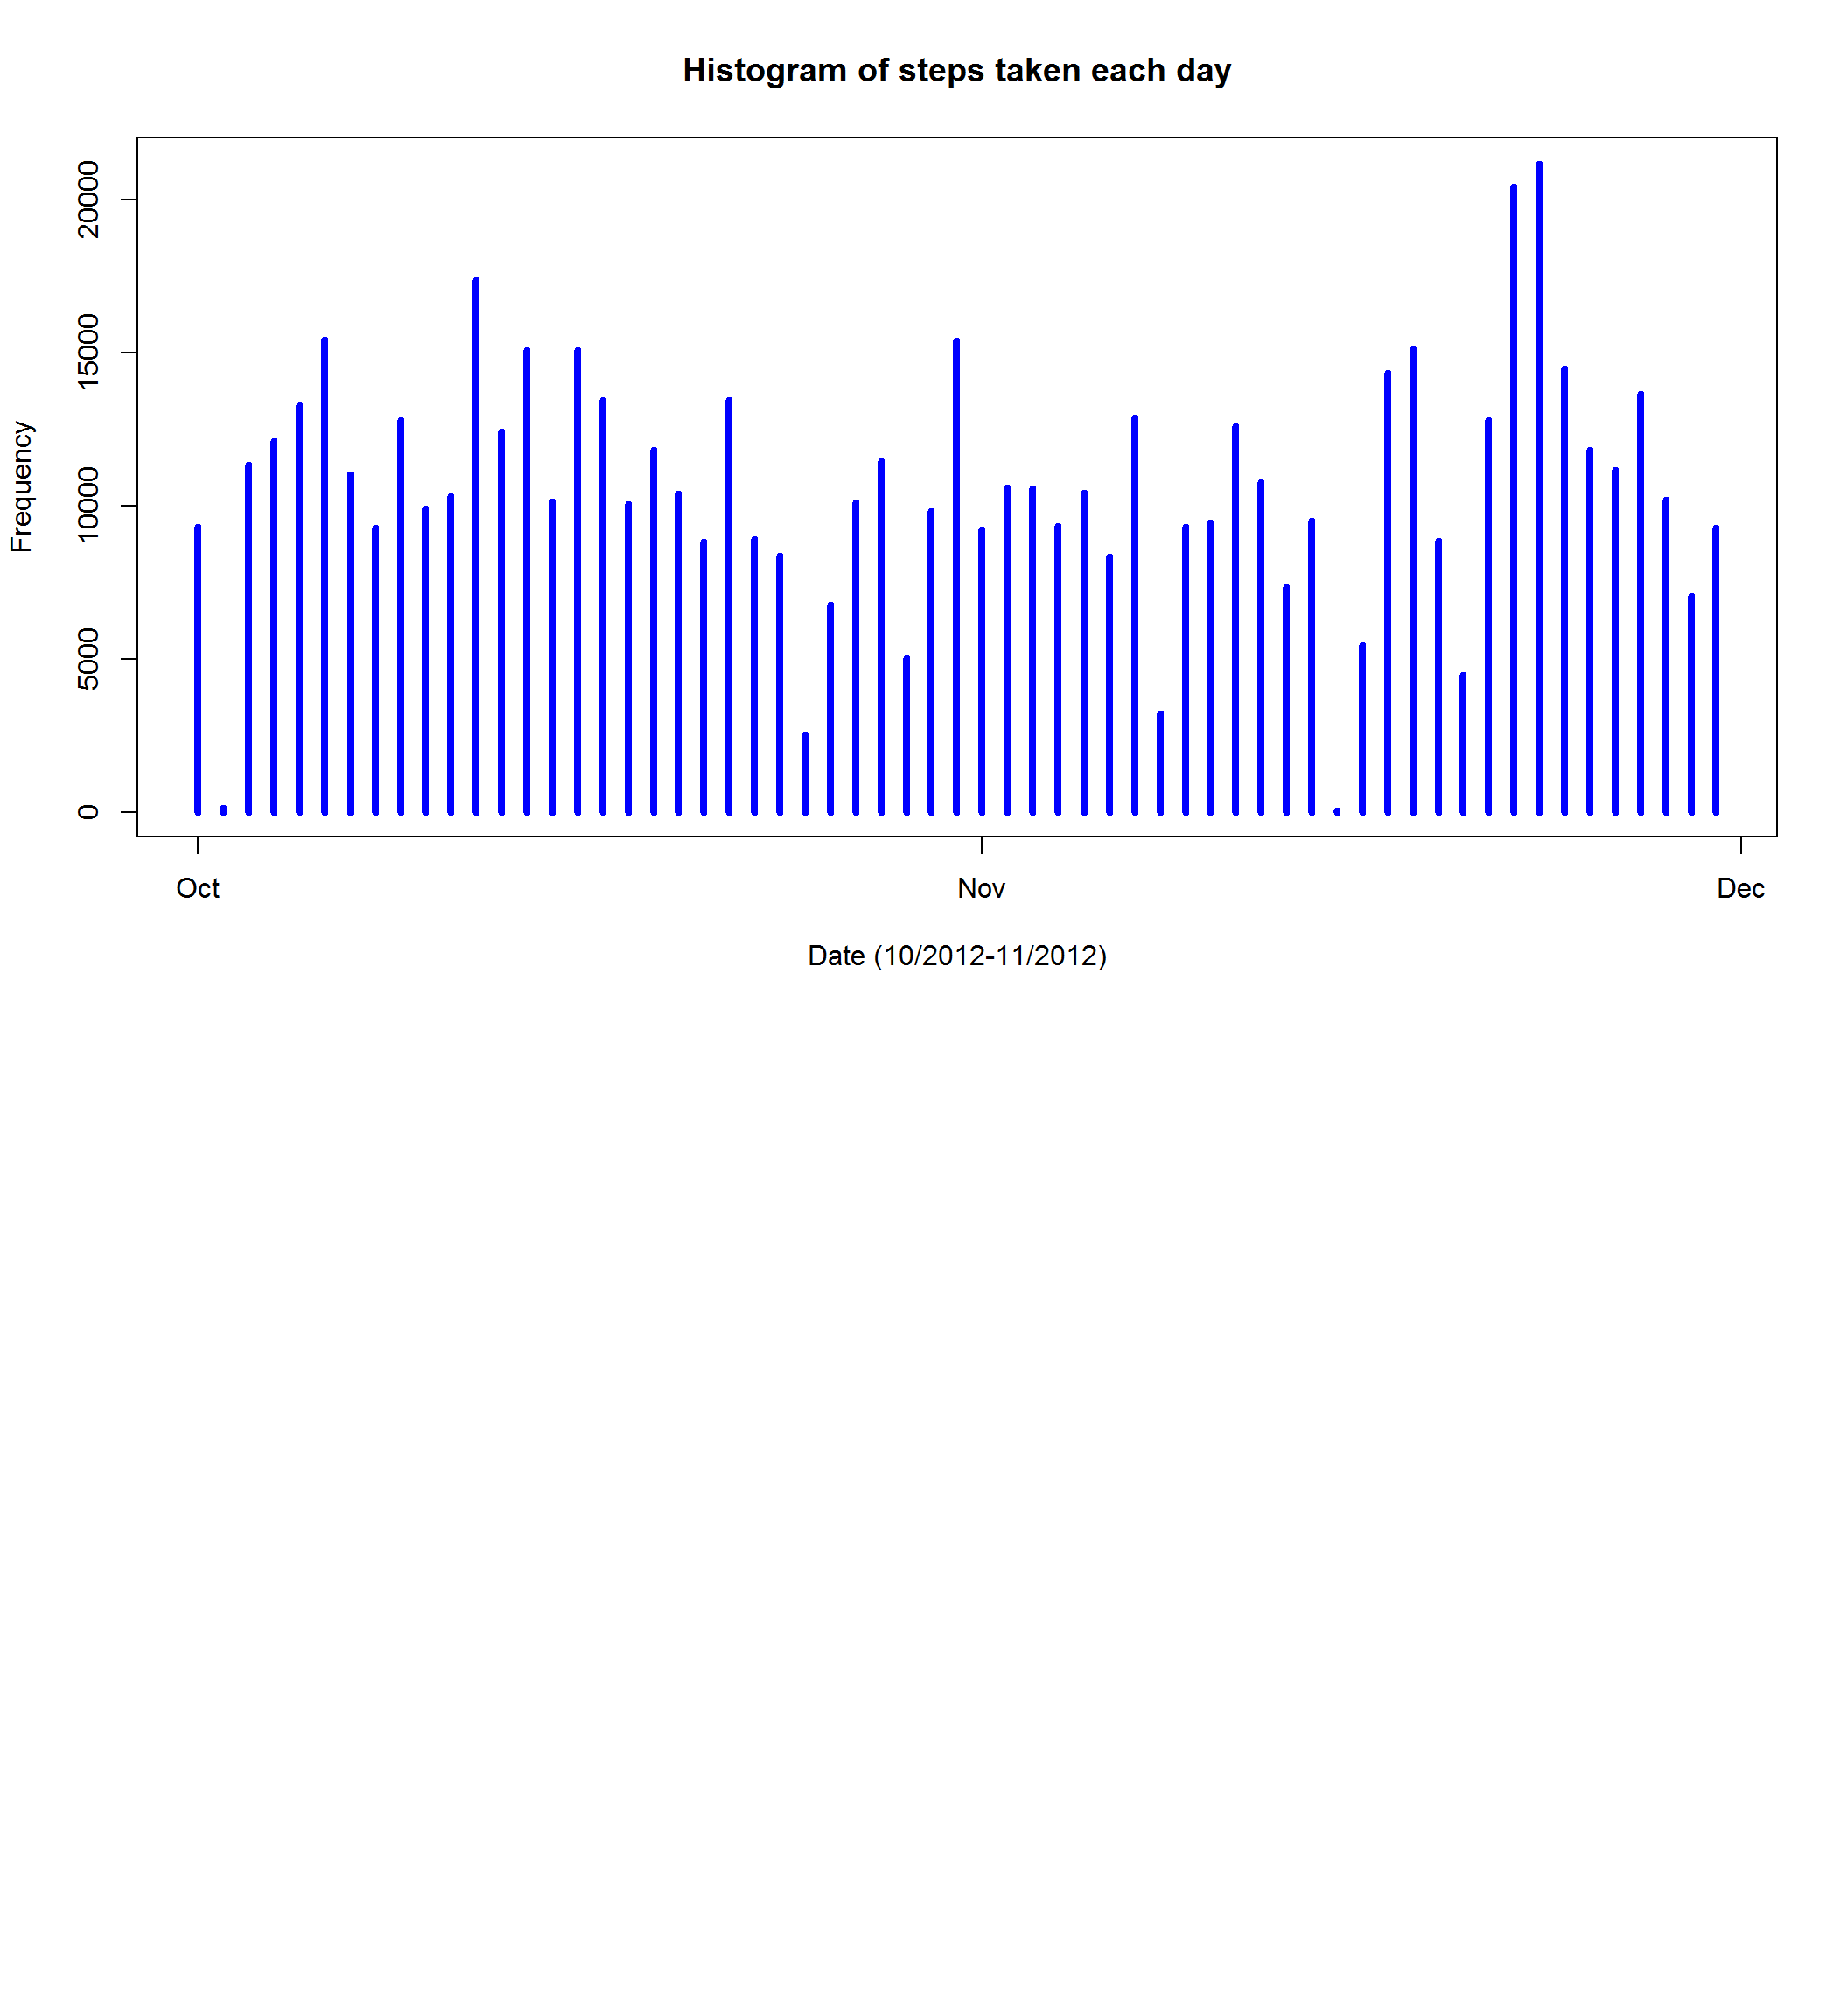 Histogram of steps taken each day
Frequency
20000
15000
10000
5000
0
Oct Nov Dec
Date (10/2012-11/2012)